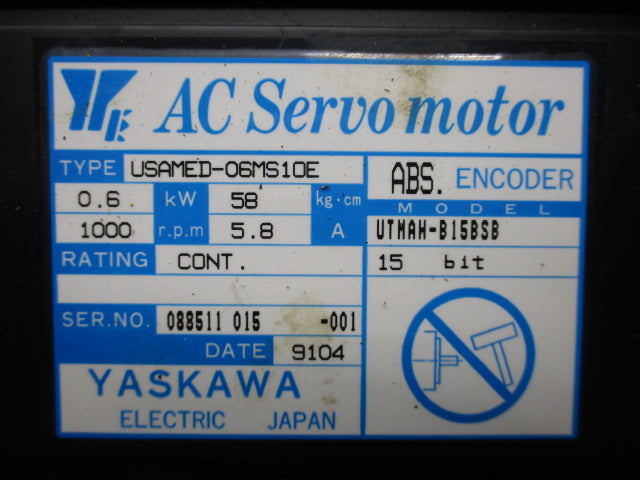 AC Servo motor
TYPE USAMED-06MS10E
0.6 kW 58 kg·cm
1000 r.p.m 5.8 A
RATING CONT.
SER.NO. 088511 015 -001
DATE 9104
YASKAWA
ELECTRIC JAPAN
ABS. ENCODER
MODEL
UTMAH-B15BSB
15 bit